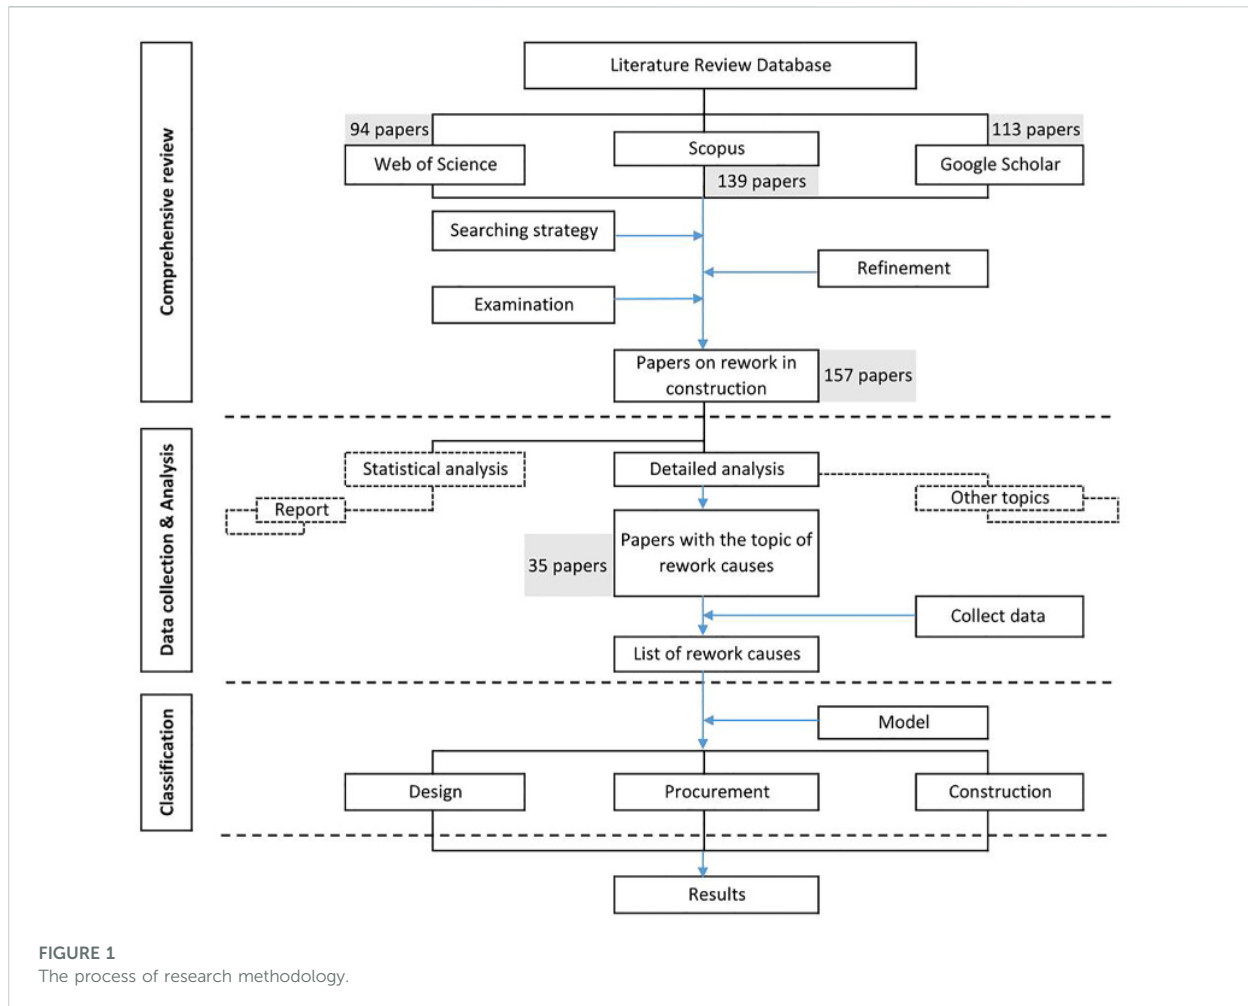 Comprehensive review
Literature Review Database
94 papers
113 papers
Scopus
Web of Science
Google Scholar
139 papers
Searching strategy
Refinement
Examination
Papers on rework in
construction
157 papers
Data collection & Analysis
Statistical analysis
Detailed analysis
Other topics
Report
Papers with the topic of
rework causes
35 papers
Collect data
List of rework causes
Classification
Model
Design
Procurement
Construction
Results
FIGURE 1
The process of research methodology.